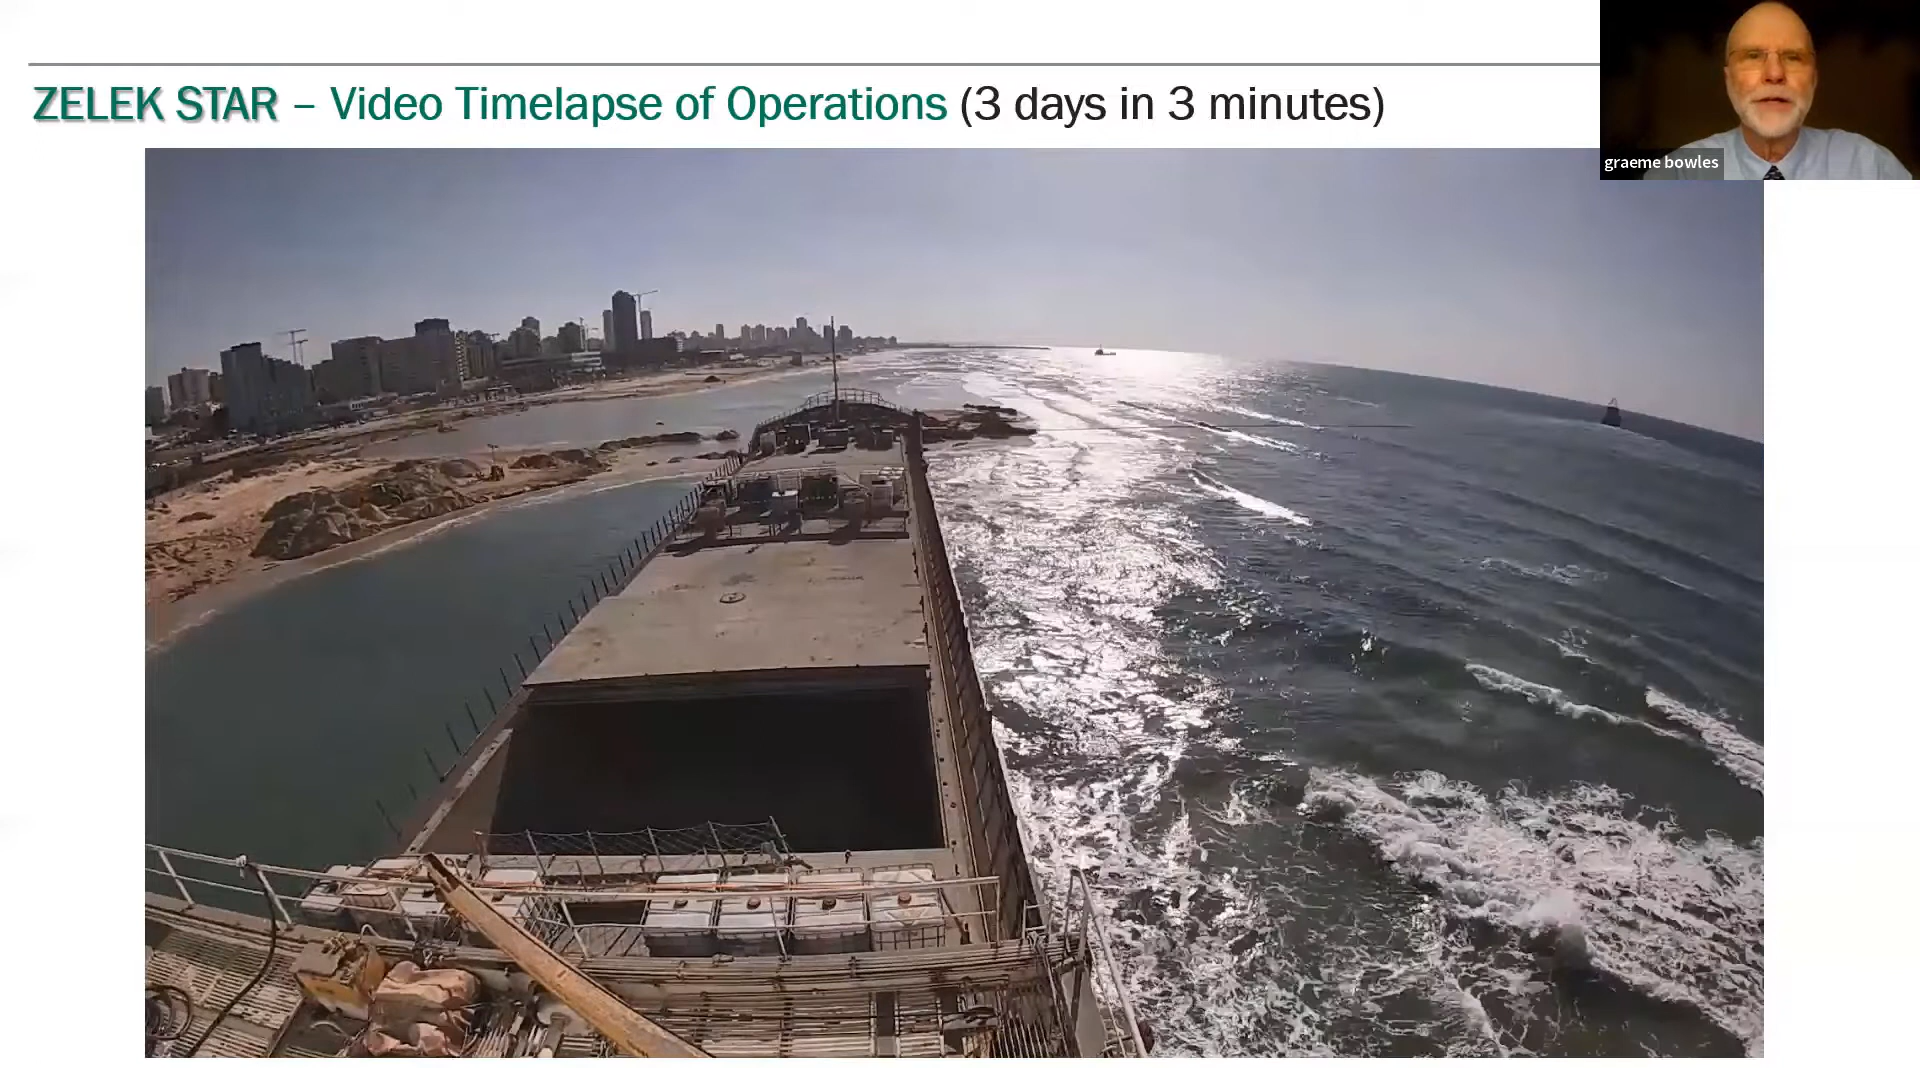 ZELEK STAR – Video Timelapse of Operations (3 days in 3 minutes)
graeme bowles